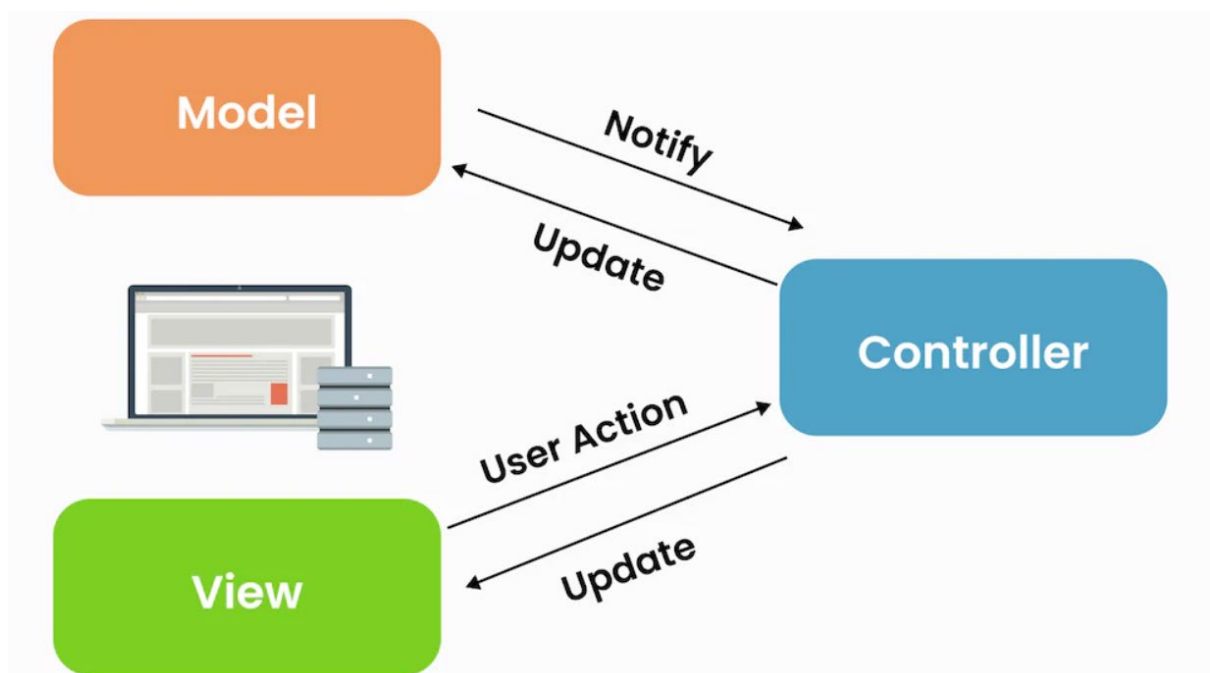 Model
Notify
Update
Controller
User Action
Update
View